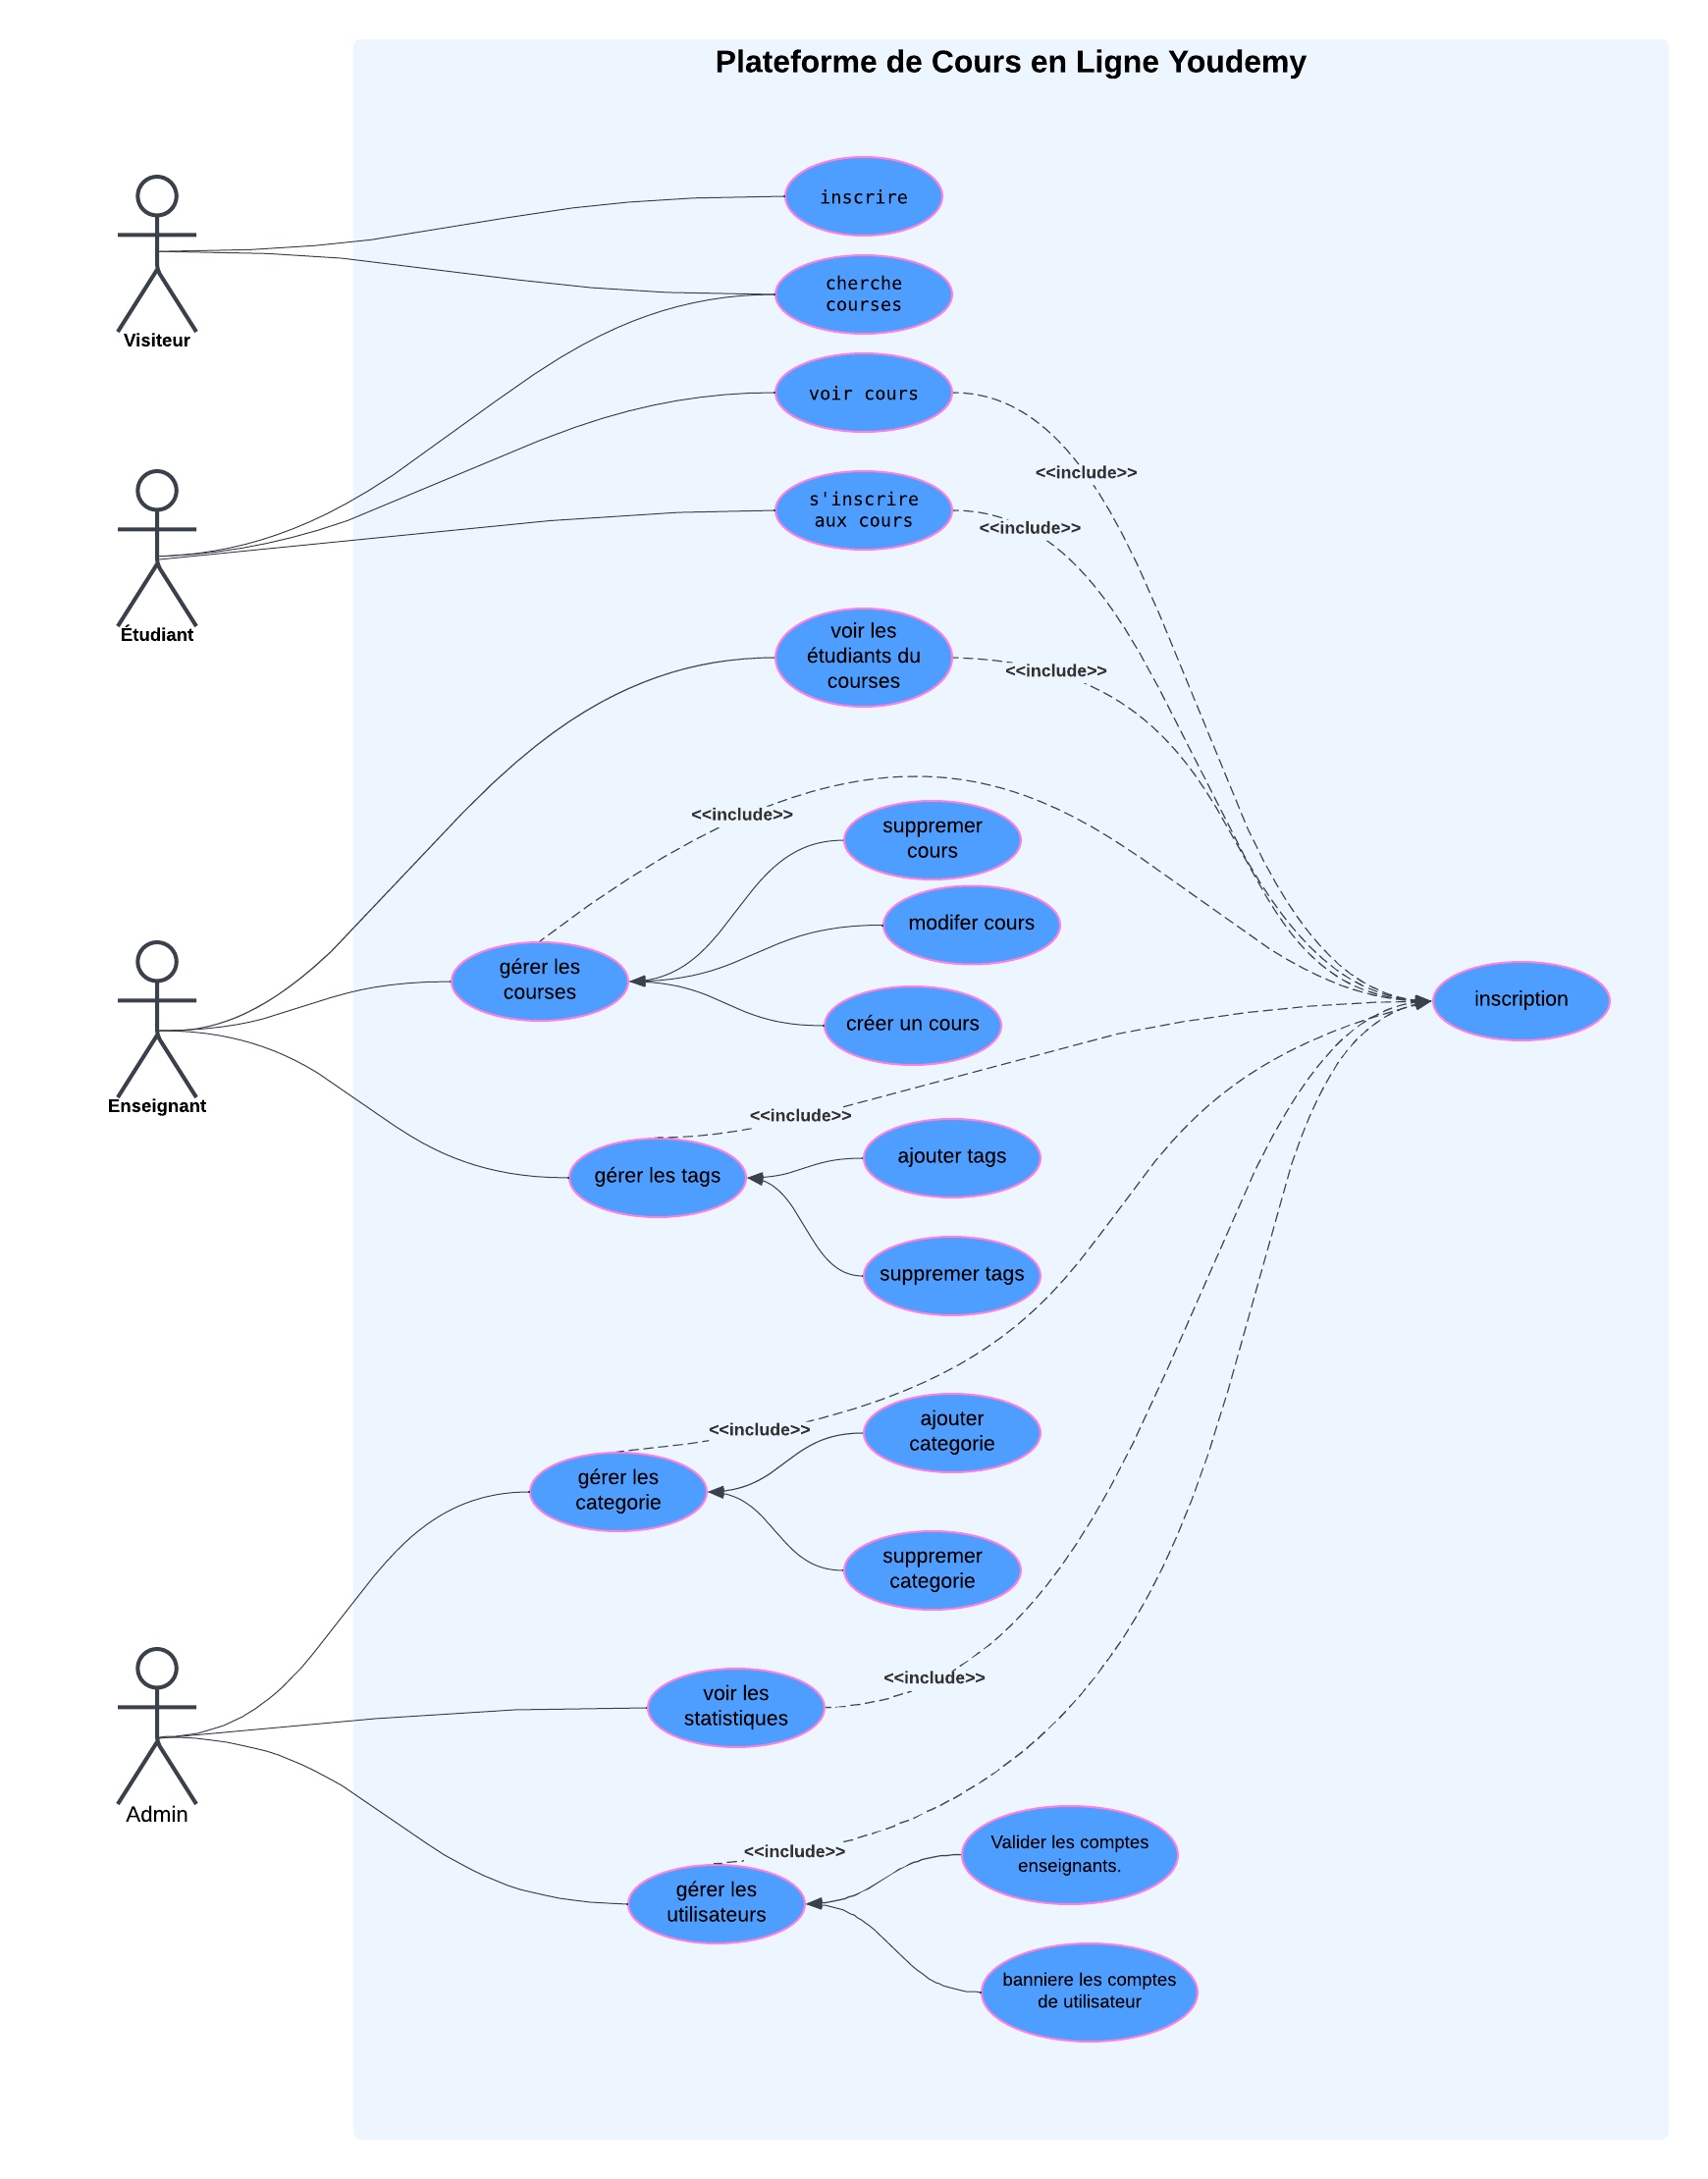 Plateforme de Cours en Ligne Youdemy
inscrire
cherche
courses
Visiteur
voir cours
<<include>>
s'inscrire
aux cours
<<include>>
Étudiant
voir les
étudiants du
courses
<<include>>
<<include>>
suppremer
cours
modifer cours
gérer les
courses
créer un cours
inscription
Enseignant
<<include>>
ajouter tags
gérer les tags
suppremer tags
<<include>>
ajouter
categorie
gérer les
categorie
suppremer
categorie
<<include>>
voir les
statistiques
Admin
<<include>>
Valider les comptes
enseignants.
gérer les
utilisateurs
banniere les comptes
de utilisateur